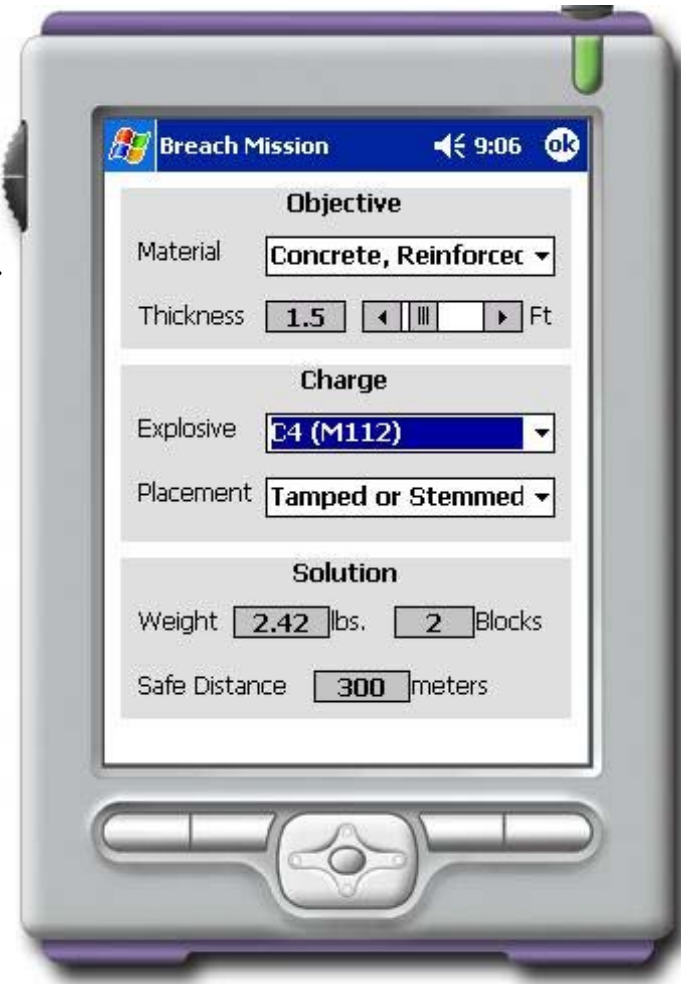 Breach Mission 9:06 ok
Objective
Material Concrete, Reinforcec
Thickness 1.5 Ft
Charge
Explosive C4 (M112)
Placement Tamped or Stemmed
Solution
Weight 2.42 lbs. 2 Blocks
Safe Distance 300 meters